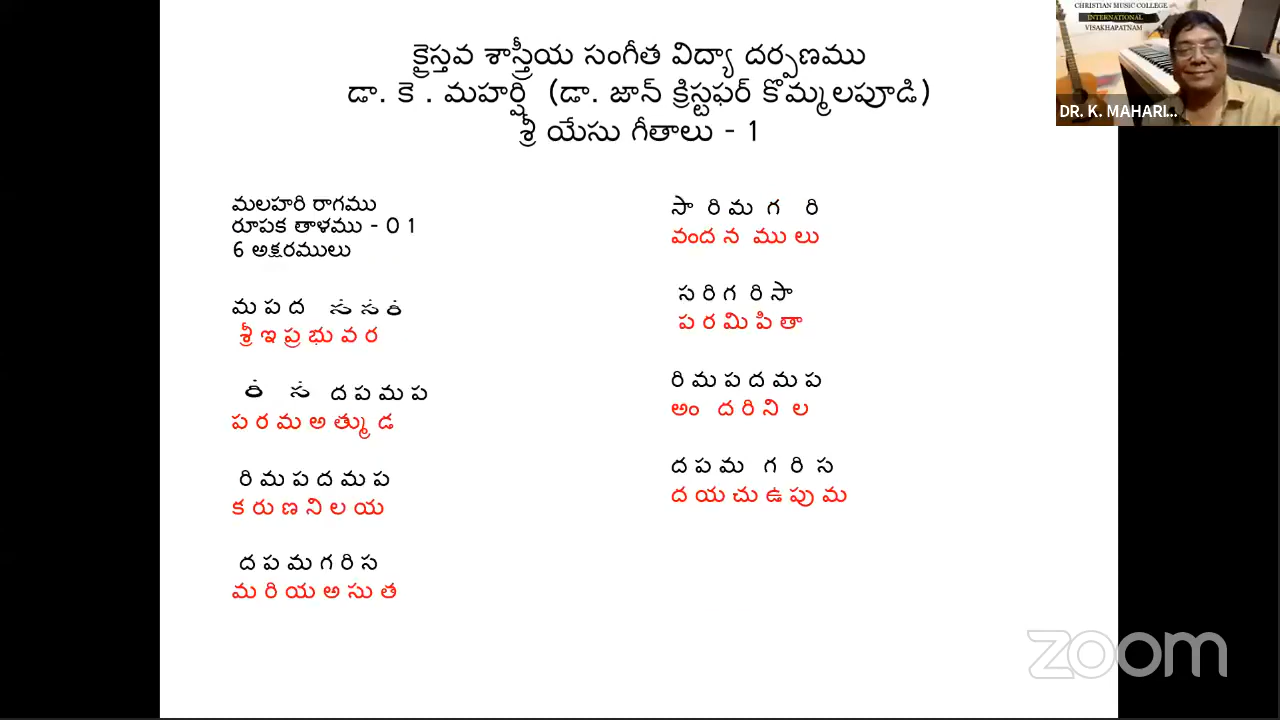 కైస్తవ శాస్త్రీయ సంగీత విద్యా దర్పణము
డా. కె . మహర్షి (డా. జాన్ క్రిస్టఫర్ కొమ్మలపూడి)
శ్రీ యేసు గీతాలు - 1
మలహరి రాగము
రూపక తాళము - 0 1
6 అక్షరములు
మ ప ద స స రి
శ్రీ ఇ ప్ర భు వ ర
రి స ద ప మ ప
ప ర మ అ త్ము డ
రి మ ప ద మ ప
క రు ణ ని ల య
ద ప మ గ రి స
మ రి య అ సు త
సా రి మ గ రి
వంద న ము లు
స రి గ రి సా
ప ర మి పి తా
రి మ ప ద మ ప
అం ద రి ని ల
ద ప మ గ రి స
ద య చు ఉ పు మ
CHRISTIAN MUSIC COLLEGE
INTERNATIONAL
VISAKHAPATNAM
DR. K. MAHARI...
zoom